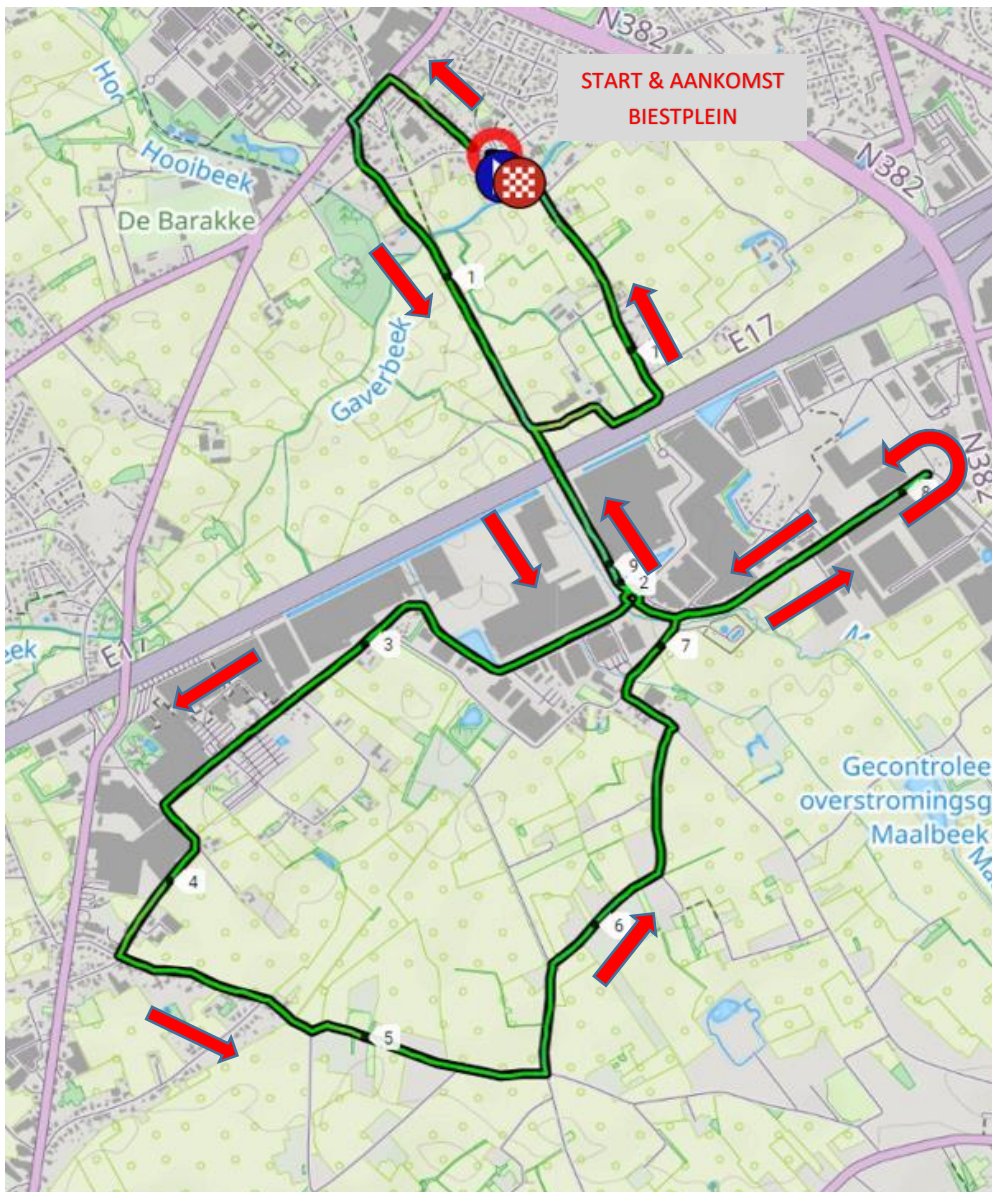 N382
START & AANKOMST
BIESTPLEIN
Hooibeek
N382
De Barakke
1
Gaverbeek
E17
N382
8
9
2
3
7
E17
Gecontrolee
overstromingsg
Maalbeek
4
6
5